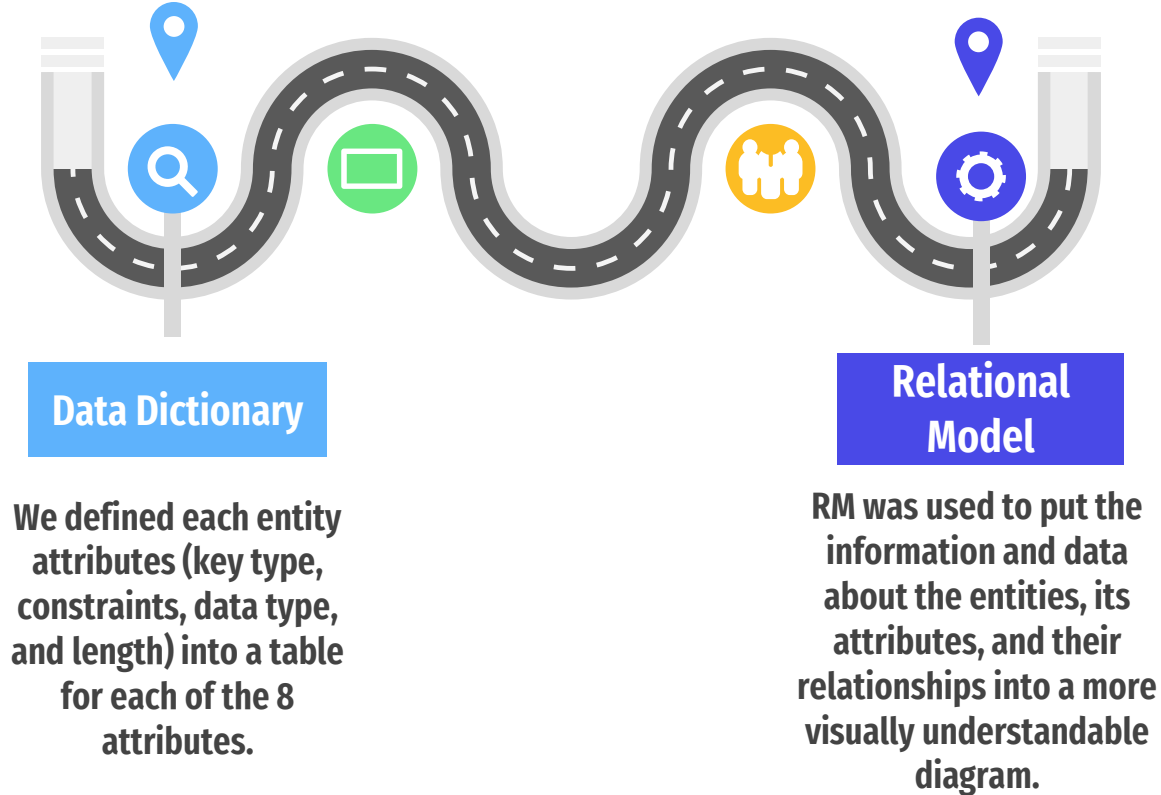 Data Dictionary
We defined each entity
attributes (key type,
constraints, data type,
and length) into a table
for each of the 8
attributes.
Relational
Model
RM was used to put the
information and data
about the entities, its
attributes, and their
relationships into a more
visually understandable
diagram.